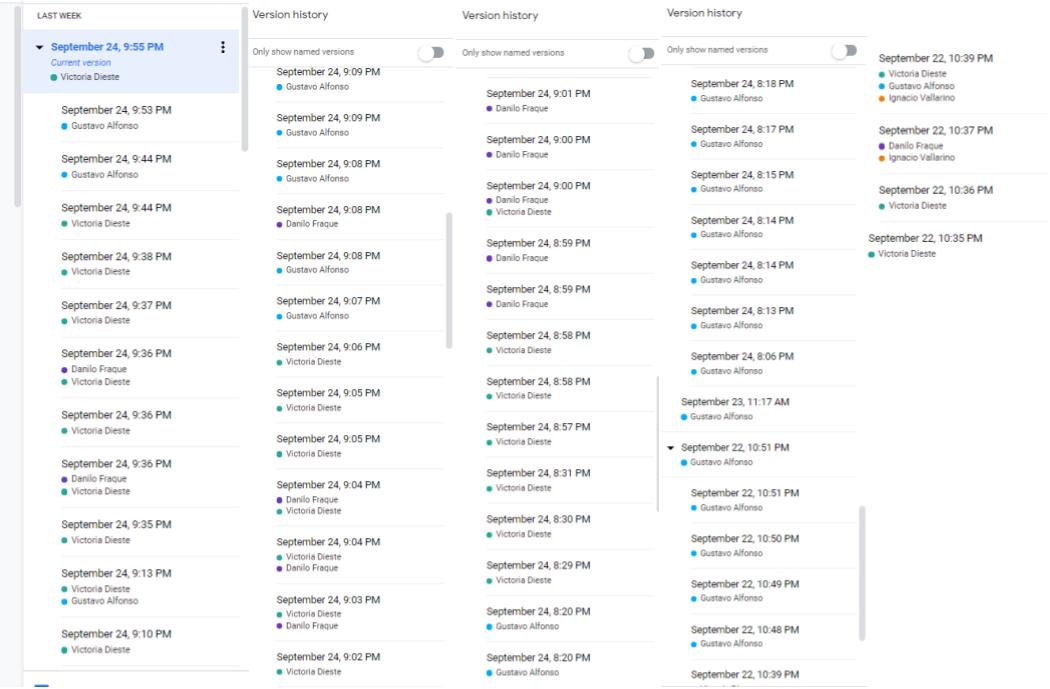 LAST WEEK
September 24, 9:55 PM
Current version
Victoria Dieste
September 24, 9:53 PM
Gustavo Alfonso
September 24, 9:44 PM
Gustavo Alfonso
September 24, 9:44 PM
Victoria Dieste
September 24, 9:38 PM
Victoria Dieste
September 24, 9:37 PM
Victoria Dieste
September 24, 9:36 PM
Danilo Fraque
Victoria Dieste
September 24, 9:36 PM
Victoria Dieste
September 24, 9:36 PM
Danilo Fraque
Victoria Dieste
September 24, 9:35 PM
Victoria Dieste
September 24, 9:13 PM
Victoria Dieste
Gustavo Alfonso
September 24, 9:10 PM
Victoria Dieste
Version history
Only show named versions
September 24, 9:09 PM
Gustavo Alfonso
September 24, 9:09 PM
Gustavo Alfonso
September 24, 9:08 PM
Gustavo Alfonso
September 24, 9:08 PM
Danilo Fraque
September 24, 9:08 PM
Gustavo Alfonso
September 24, 9:07 PM
Gustavo Alfonso
September 24, 9:06 PM
Victoria Dieste
September 24, 9:05 PM
Victoria Dieste
September 24, 9:05 PM
Victoria Dieste
September 24, 9:04 PM
Danilo Fraque
Victoria Dieste
September 24, 9:04 PM
Victoria Dieste
Danilo Fraque
September 24, 9:03 PM
Victoria Dieste
Danilo Fraque
September 24, 9:02 PM
Victoria Dieste
Version history
Only show named versions
September 24, 9:01 PM
Danilo Fraque
September 24, 9:00 PM
Danilo Fraque
September 24, 9:00 PM
Danilo Fraque
Victoria Dieste
September 24, 8:59 PM
Danilo Fraque
September 24, 8:59 PM
Danilo Fraque
September 24, 8:58 PM
Victoria Dieste
September 24, 8:58 PM
Victoria Dieste
September 24, 8:57 PM
Victoria Dieste
September 24, 8:31 PM
Victoria Dieste
September 24, 8:30 PM
Victoria Dieste
September 24, 8:29 PM
Victoria Dieste
September 24, 8:20 PM
Gustavo Alfonso
September 24, 8:20 PM
Gustavo Alfonso
Version history
Only show named versions
September 24, 8:18 PM
Gustavo Alfonso
September 24, 8:17 PM
Gustavo Alfonso
September 24, 8:15 PM
Gustavo Alfonso
September 24, 8:14 PM
Gustavo Alfonso
September 24, 8:14 PM
Gustavo Alfonso
September 24, 8:13 PM
Gustavo Alfonso
September 24, 8:06 PM
Gustavo Alfonso
September 23, 11:17 AM
Gustavo Alfonso
September 22, 10:51 PM
Gustavo Alfonso
September 22, 10:51 PM
Gustavo Alfonso
September 22, 10:50 PM
Gustavo Alfonso
September 22, 10:49 PM
Gustavo Alfonso
September 22, 10:48 PM
Gustavo Alfonso
September 22, 10:39 PM
September 22, 10:39 PM
Victoria Dieste
Gustavo Alfonso
Ignacio Vallarino
September 22, 10:37 PM
Danilo Fraque
Ignacio Vallarino
September 22, 10:36 PM
Victoria Dieste
September 22, 10:35 PM
Victoria Dieste